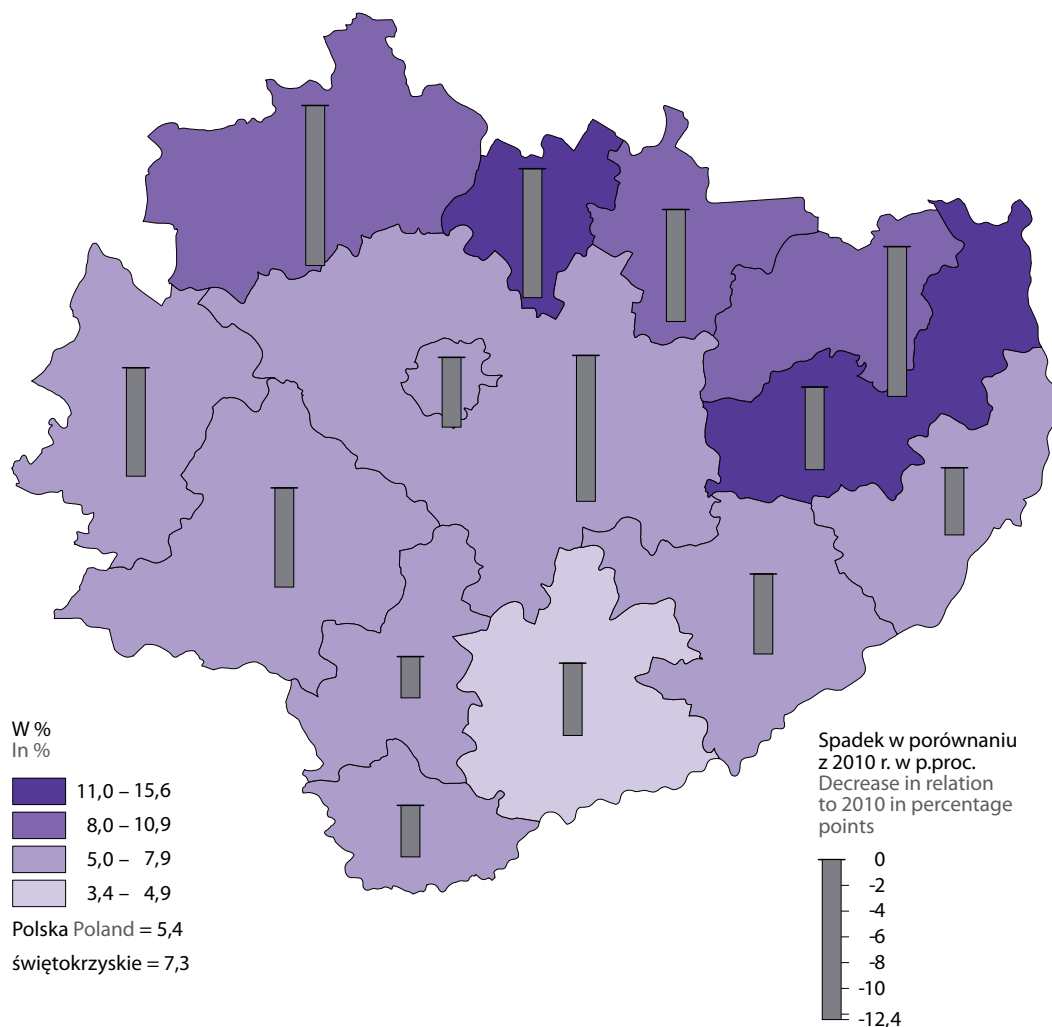 W %
In %
11,0 – 15,6
8,0 – 10,9
5,0 – 7,9
3,4 – 4,9
Polska Poland = 5,4
świętokrzyskie = 7,3
Spadek w porównaniu
z 2010 r. w p.proc.
Decrease in relation
to 2010 in percentage
points
0
-2
-4
-6
-8
-10
-12,4